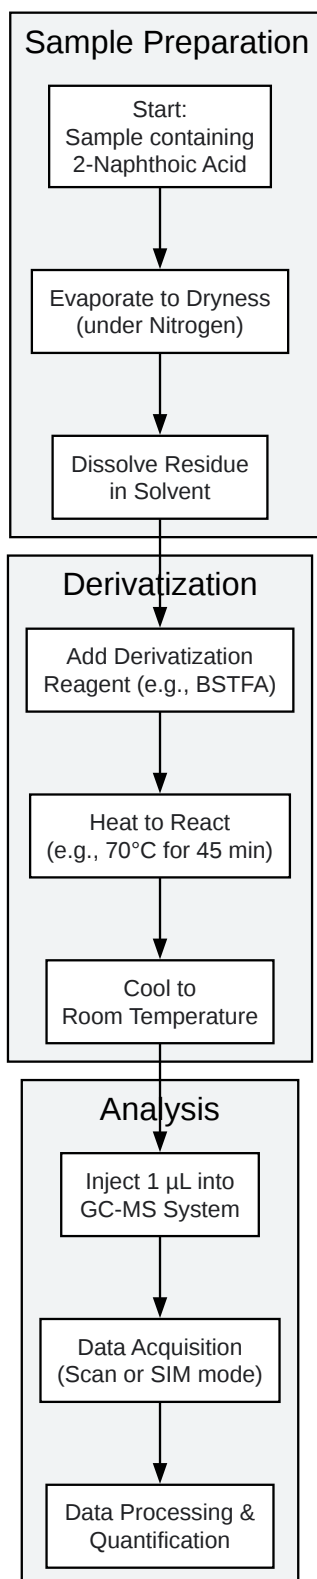 Sample Preparation
Start:
Sample containing
2-Naphthoic Acid
Evaporate to Dryness
(under Nitrogen)
Dissolve Residue
in Solvent
Derivatization
Add Derivatization
Reagent (e.g., BSTFA)
Heat to React
(e.g., 70°C for 45 min)
Cool to
Room Temperature
Analysis
Inject 1 µL into
GC-MS System
Data Acquisition
(Scan or SIM mode)
Data Processing &
Quantification